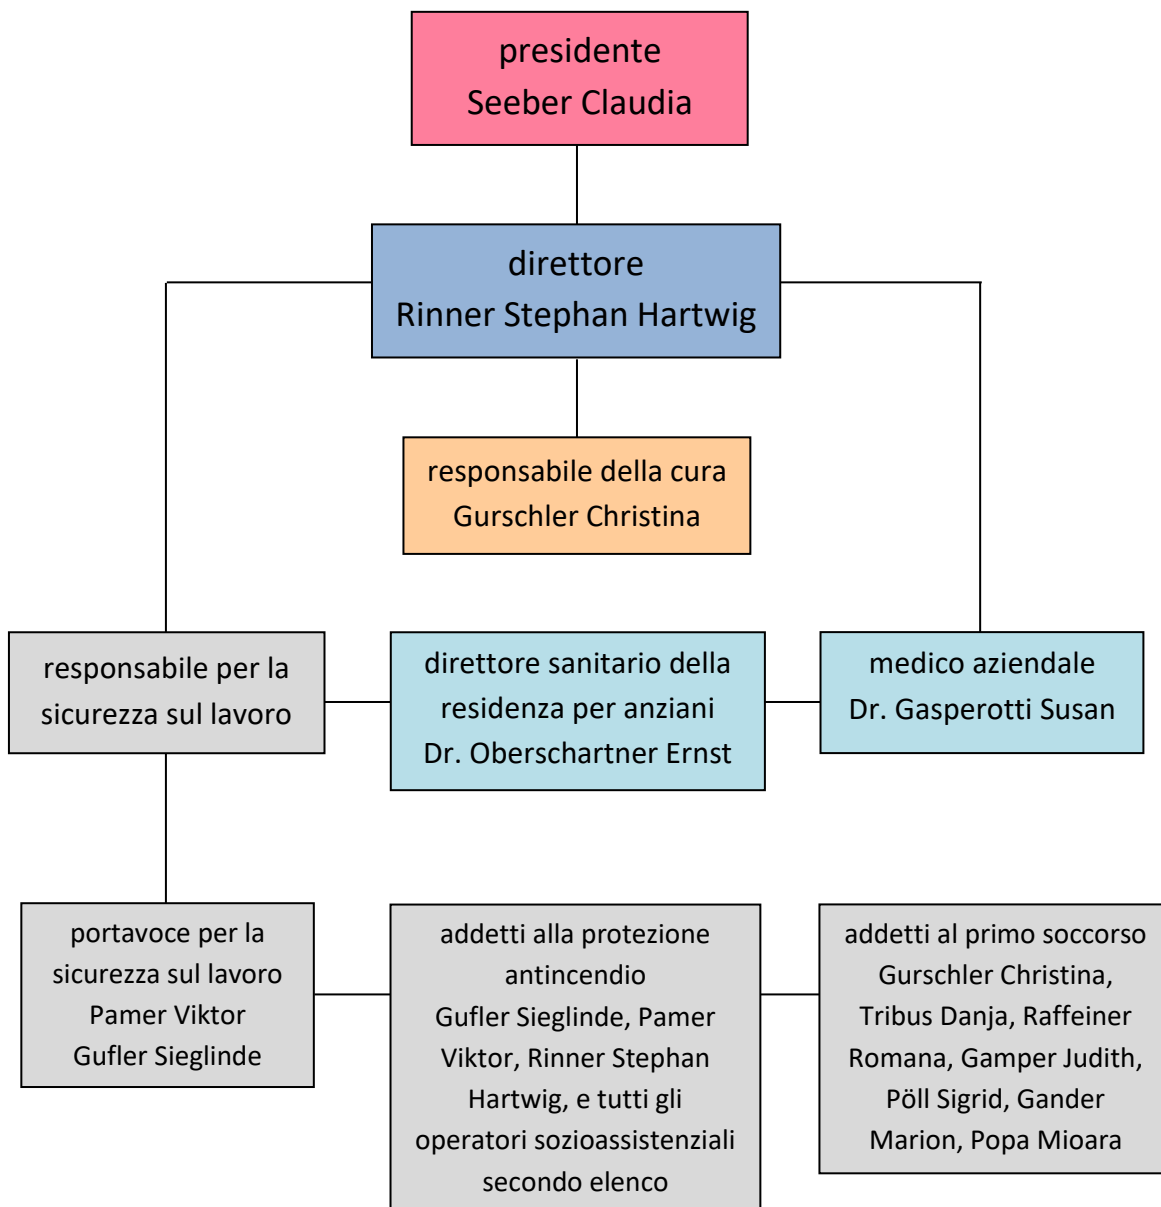 presidente
Seeber Claudia
direttore
Rinner Stephan Hartwig
responsabile della cura
Gurschler Christina
responsabile per la
sicurezza sul lavoro
direttore sanitario della
residenza per anziani
Dr. Oberschartner Ernst
medico aziendale
Dr. Gasperotti Susan
portavoce per la
sicurezza sul lavoro
Pamer Viktor
Gufler Sieglinde
addetti alla protezione
antincendio
Gufler Sieglinde, Pamer
Viktor, Rinner Stephan
Hartwig, e tutti gli
operatori sozioassistenziali
secondo elenco
addetti al primo soccorso
Gurschler Christina,
Tribus Danja, Raffeiner
Romana, Gamper Judith,
Pöll Sigrid, Gander
Marion, Popa Mioara